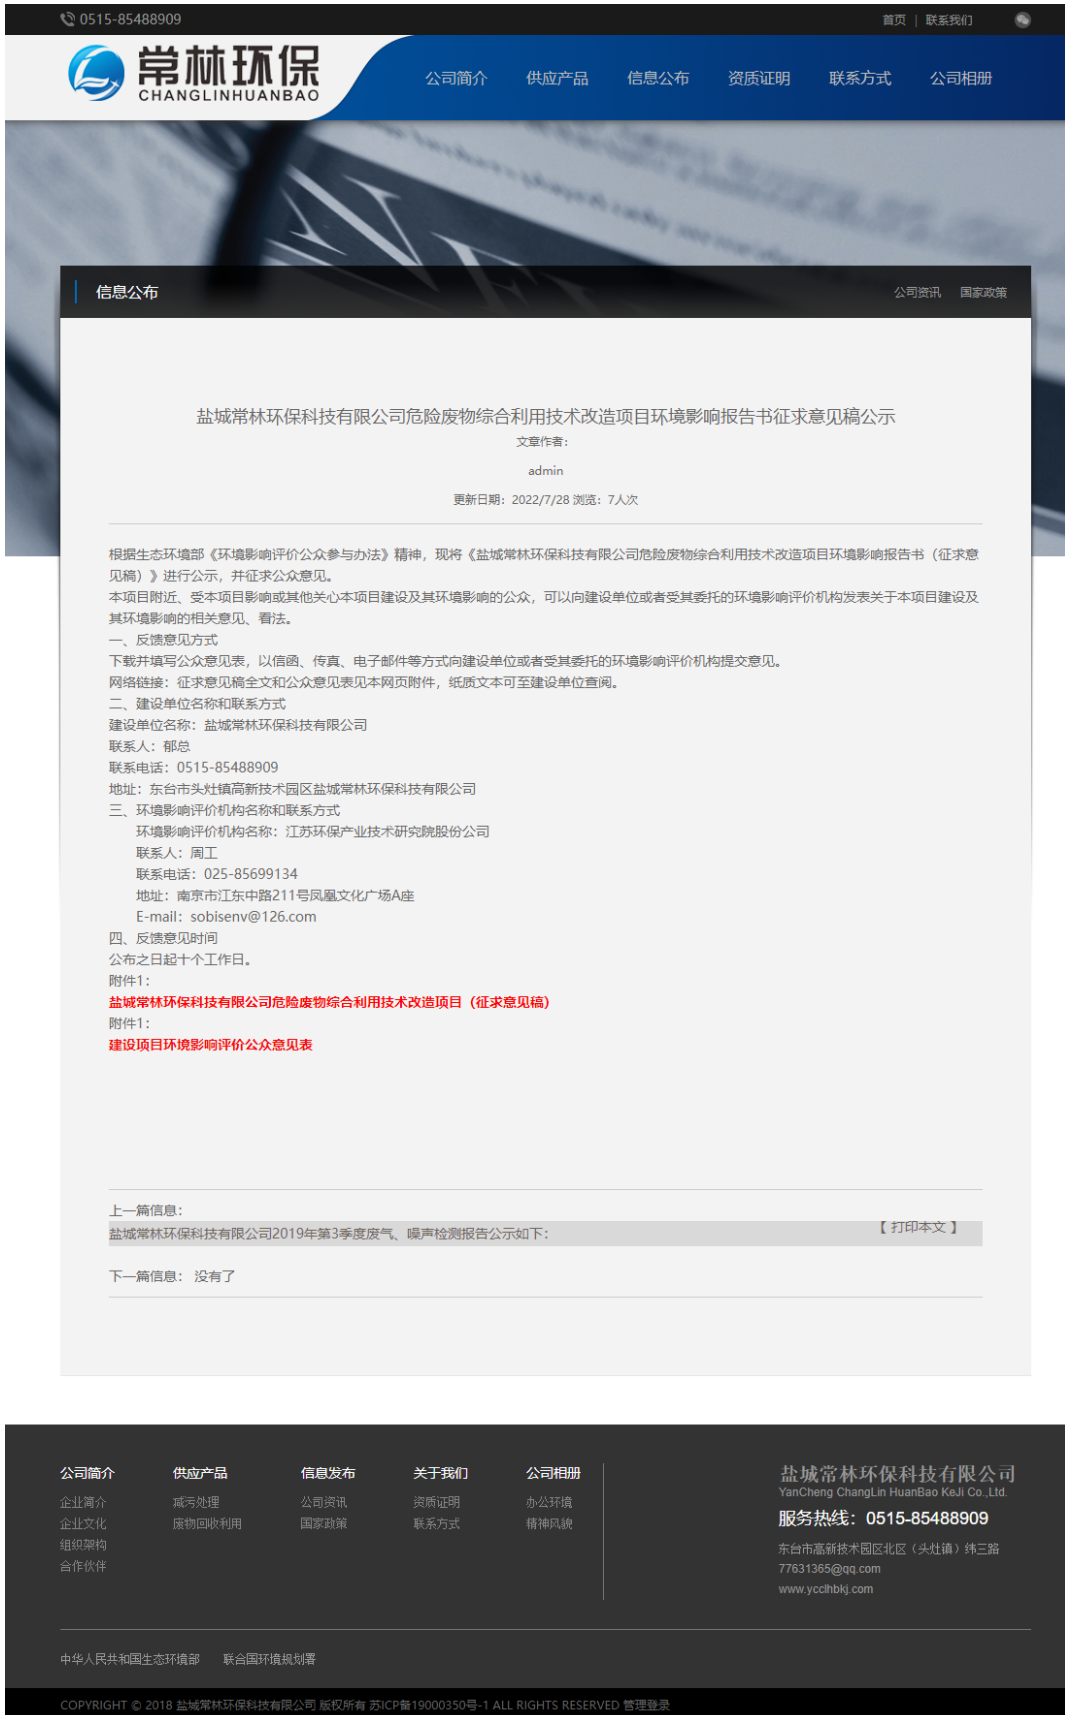 0515-85488909
首页 | 联系我们
常林环保
CHANGLINHUANBAO
公司简介 供应产品 信息公布 资质证明 联系方式 公司相册
信息公布
公司资讯 国家政策
盐城常林环保科技有限公司危险废物综合利用技术改造项目环境影响报告书征求意见稿公示
文章作者：
admin
更新日期：2022/7/28 浏览：7人次
根据生态环境部《环境影响评价公众参与办法》精神，现将《盐城常林环保科技有限公司危险废物综合利用技术改造项目环境影响报告书（征求意
见稿）》进行公示，并征求公众意见。
本项目附近、受本项目影响或其他关心本项目建设及其环境影响的公众，可以向建设单位或者受其委托的环境影响评价机构发表关于本项目建设及
其环境影响的相关意见、看法。
一、反馈意见方式
下载并填写公众意见表，以信函、传真、电子邮件等方式向建设单位或者受其委托的环境影响评价机构提交意见。
网络链接：征求意见稿全文和公众意见表见本网页附件，纸质文本可至建设单位查阅。
二、建设单位名称和联系方式
建设单位名称：盐城常林环保科技有限公司
联系人：郁总
联系电话：0515-85488909
地址：东台市头灶镇高新技术园区盐城常林环保科技有限公司
三、环境影响评价机构名称和联系方式
环境影响评价机构名称：江苏环保产业技术研究院股份公司
联系人：周工
联系电话：025-85699134
地址：南京市江东中路211号凤凰文化广场A座
E-mail：sobisenv@126.com
四、反馈意见时间
公布之日起十个工作日。
附件1：
盐城常林环保科技有限公司危险废物综合利用技术改造项目（征求意见稿）
附件1：
建设项目环境影响评价公众意见表
上一篇信息：
盐城常林环保科技有限公司2019年第3季度废气、噪声检测报告公示如下：
【 打印本文 】
下一篇信息： 没有了
公司简介 供应产品 信息发布 关于我们 公司相册
企业简介 减污处理 公司资讯 资质证明 办公环境
企业文化 废物回收利用 国家政策 联系方式 精神风貌
组织架构
合作伙伴
盐城常林环保科技有限公司
YanCheng ChangLin HuanBao KeJi Co.,Ltd.
服务热线：0515-85488909
东台市高新技术园区北区（头灶镇）纬三路
77631365@qq.com
www.ycclhbkj.com
中华人民共和国生态环境部 联合国环境规划署
COPYRIGHT © 2018 盐城常林环保科技有限公司 版权所有 苏ICP备19000350号-1 ALL RIGHTS RESERVED 管理登录